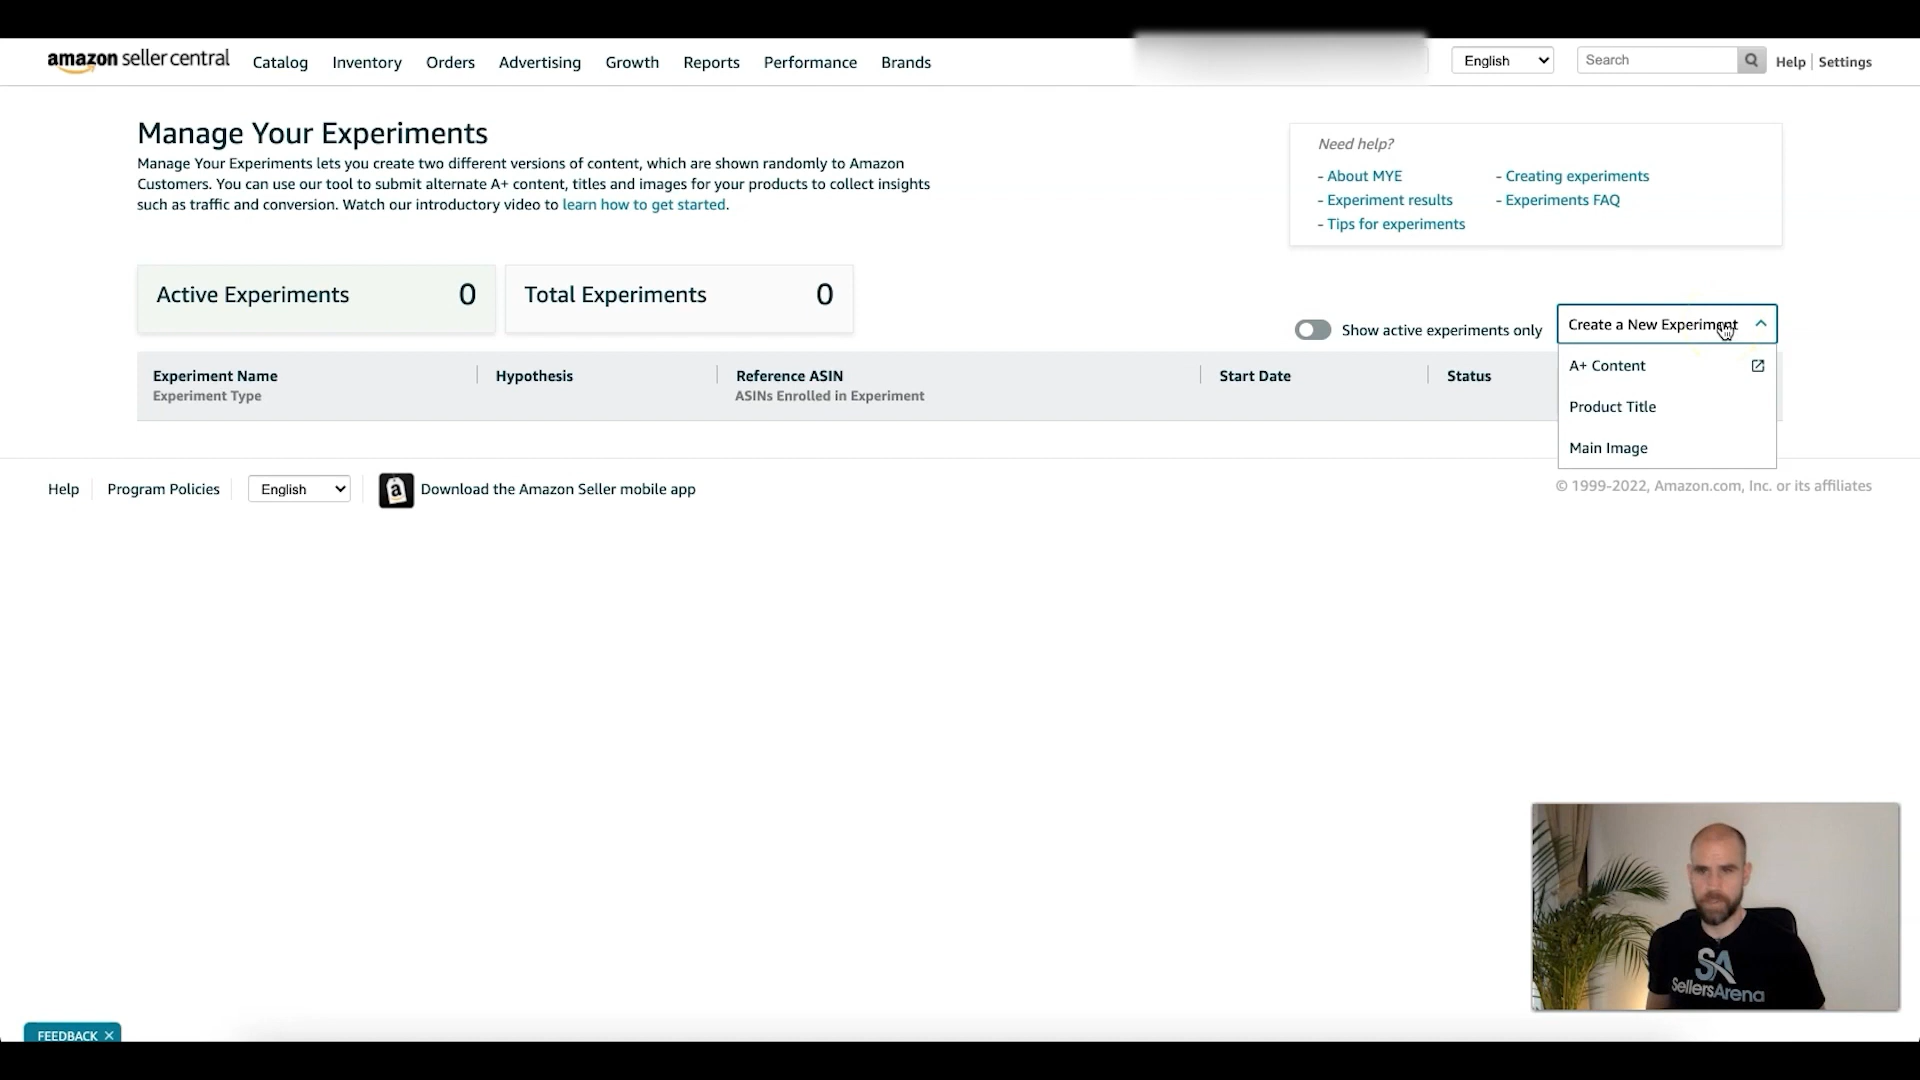 amazon seller central
Catalog
Inventory
Orders
Advertising
Growth
Reports
Performance
Brands
English
Search
Help
Settings
Manage Your Experiments
Manage Your Experiments lets you create two different versions of content, which are shown randomly to Amazon
Customers. You can use our tool to submit alternate A+ content, titles and images for your products to collect insights
such as traffic and conversion. Watch our introductory video to learn how to get started.
Need help?
- About MYE
- Creating experiments
- Experiment results
- Experiments FAQ
- Tips for experiments
Active Experiments 0
Total Experiments 0
Show active experiments only
Create a New Experiment
A+ Content
Product Title
Main Image
Experiment Name
Experiment Type
Hypothesis
Reference ASIN
ASINs Enrolled in Experiment
Start Date
Status
Help
Program Policies
English
a
Download the Amazon Seller mobile app
© 1999-2022, Amazon.com, Inc. or its affiliates
SA
SellersArena
FEEDBACK ×